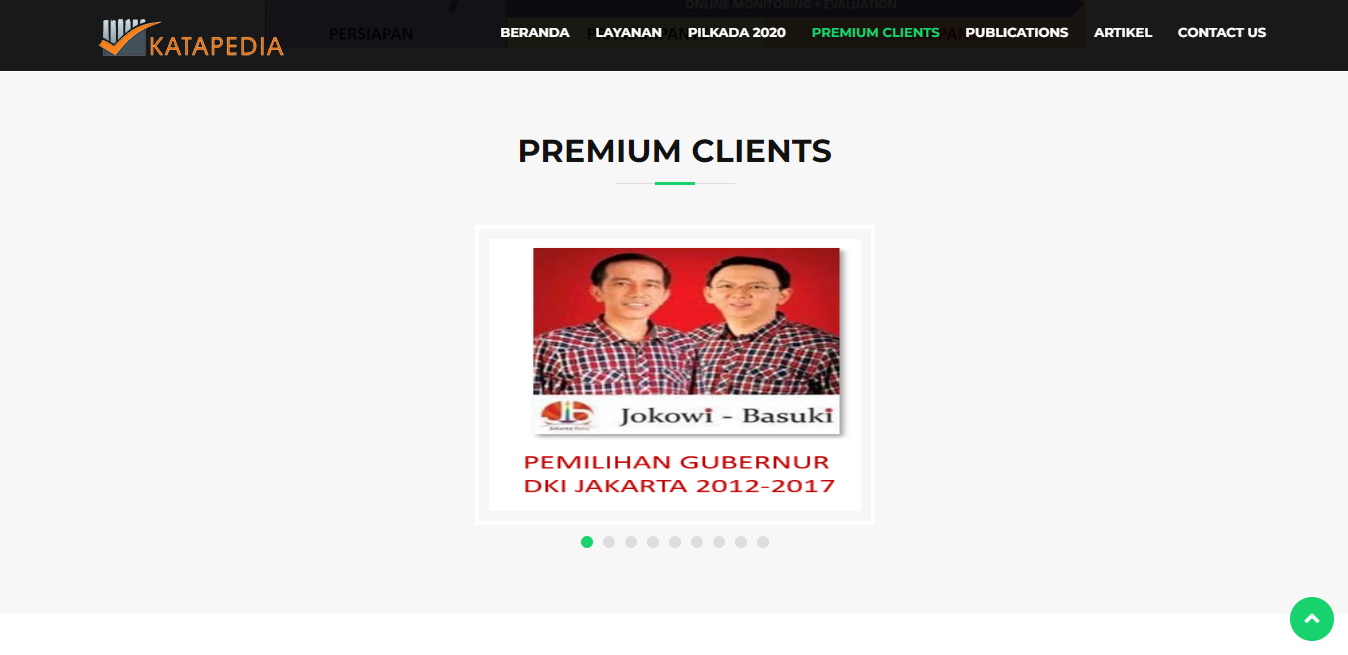 ONLINE MONITORING + EVALUATION
PERSIAPAN
KATAPEDIA
BERANDA LAYANAN PILKADA 2020 PREMIUM CLIENTS PUBLICATIONS ARTIKEL CONTACT US
PREMIUM CLIENTS
Jokowi - Basuki
PEMILIHAN GUBERNUR
DKI JAKARTA 2012-2017